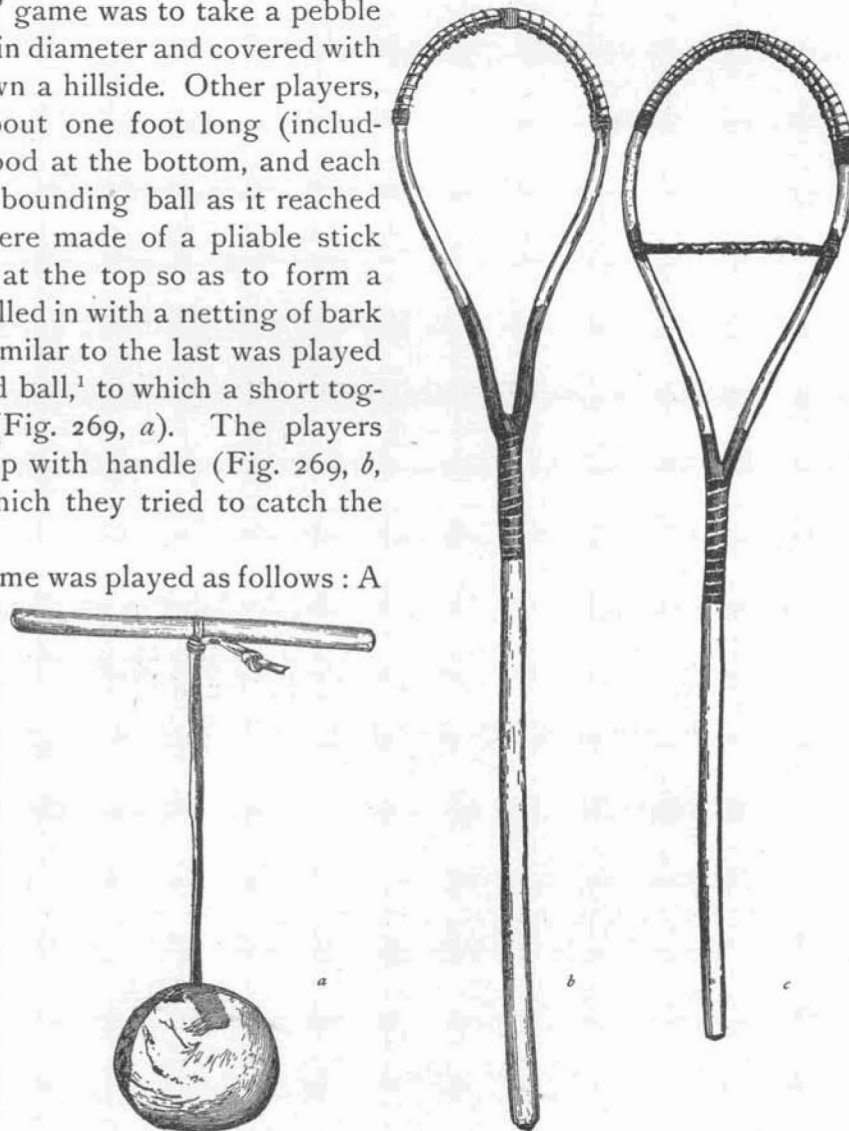 game was to take a pebble
in diameter and covered with
wn a hillside. Other players,
bout one foot long (includ-
ood at the bottom, and each
bounding ball as it reached
ere made of a pliable stick
at the top so as to form a
lled in with a netting of bark
milar to the last was played
d ball,¹ to which a short tog-
(Fig. 269, a). The players
p with handle (Fig. 269, b,
hich they tried to catch the
me was played as follows : A
a
b
c